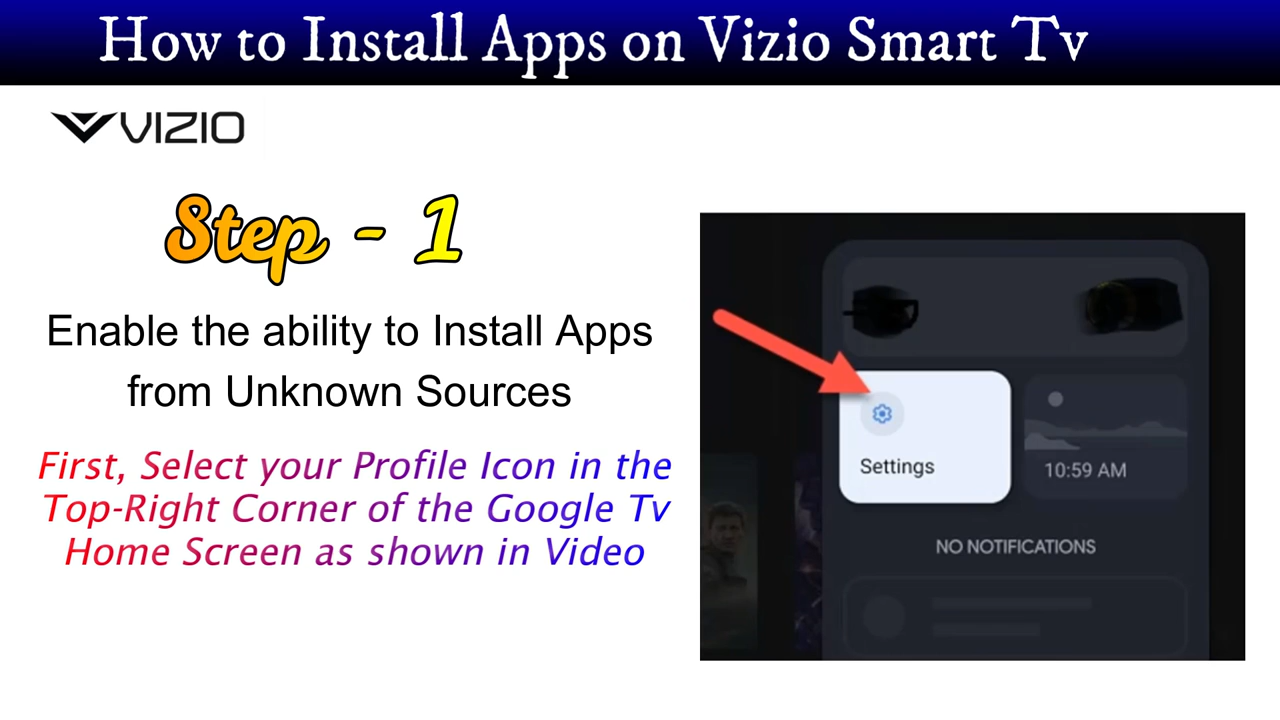 How to Install Apps on Vizio Smart Tv
VIZIO
Step - 1
Enable the ability to Install Apps
from Unknown Sources
First, Select your Profile Icon in the
Top-Right Corner of the Google Tv
Home Screen as shown in Video
Settings
10:59 AM
NO NOTIFICATIONS